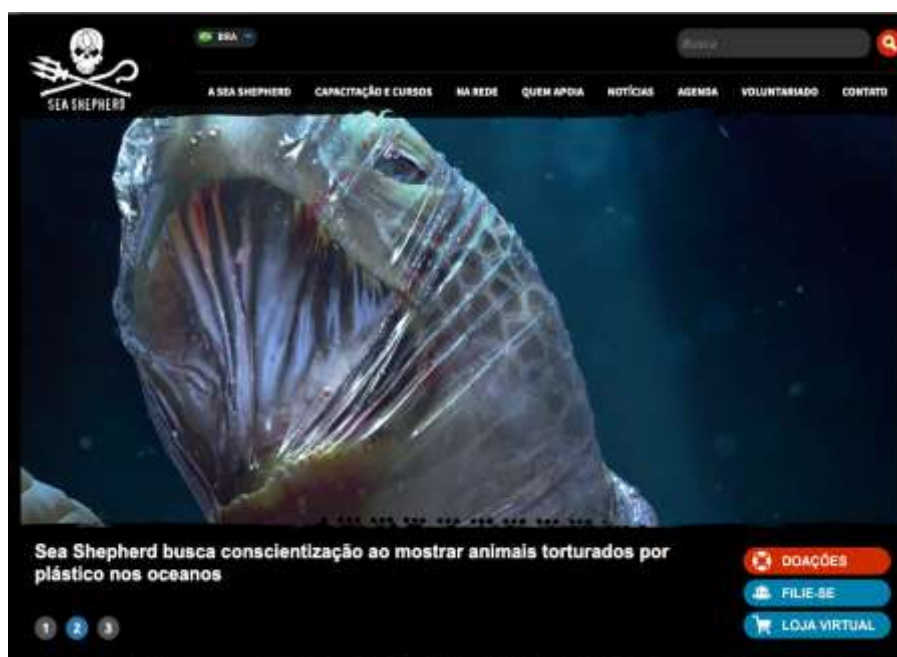 BRA
Busca
SEA SHEPHERD
A SEA SHEPHERD CAPACITAÇÃO E CURSOS NA REDE QUEM APOIA NOTÍCIAS AGENDA VOLUNTARIADO CONTATO
Sea Shepherd busca conscientização ao mostrar animais torturados por
plástico nos oceanos
DOAÇÕES
FILIE-SE
LOJA VIRTUAL
1 2 3